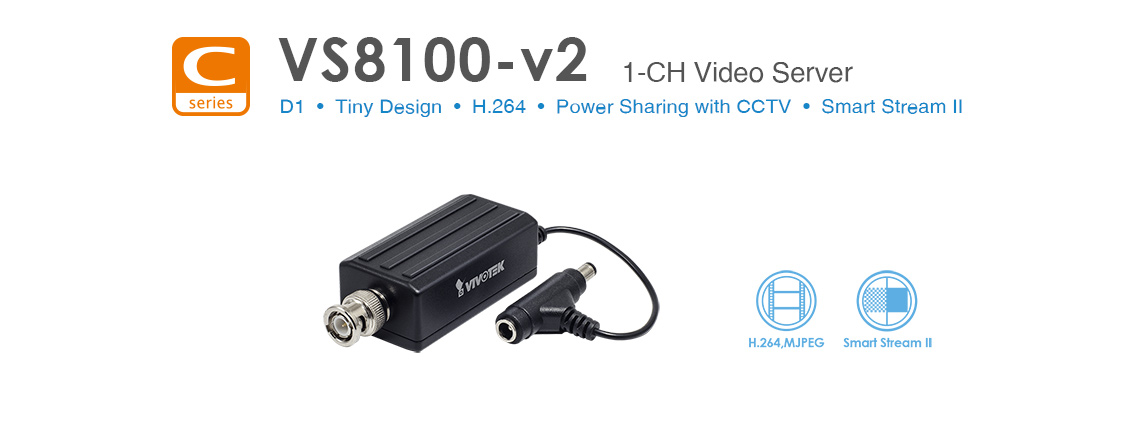 C
series
VS8100-v2 1-CH Video Server
D1 • Tiny Design • H.264 • Power Sharing with CCTV • Smart Stream II
VIVOTEK
H.264,MJPEG
Smart Stream II